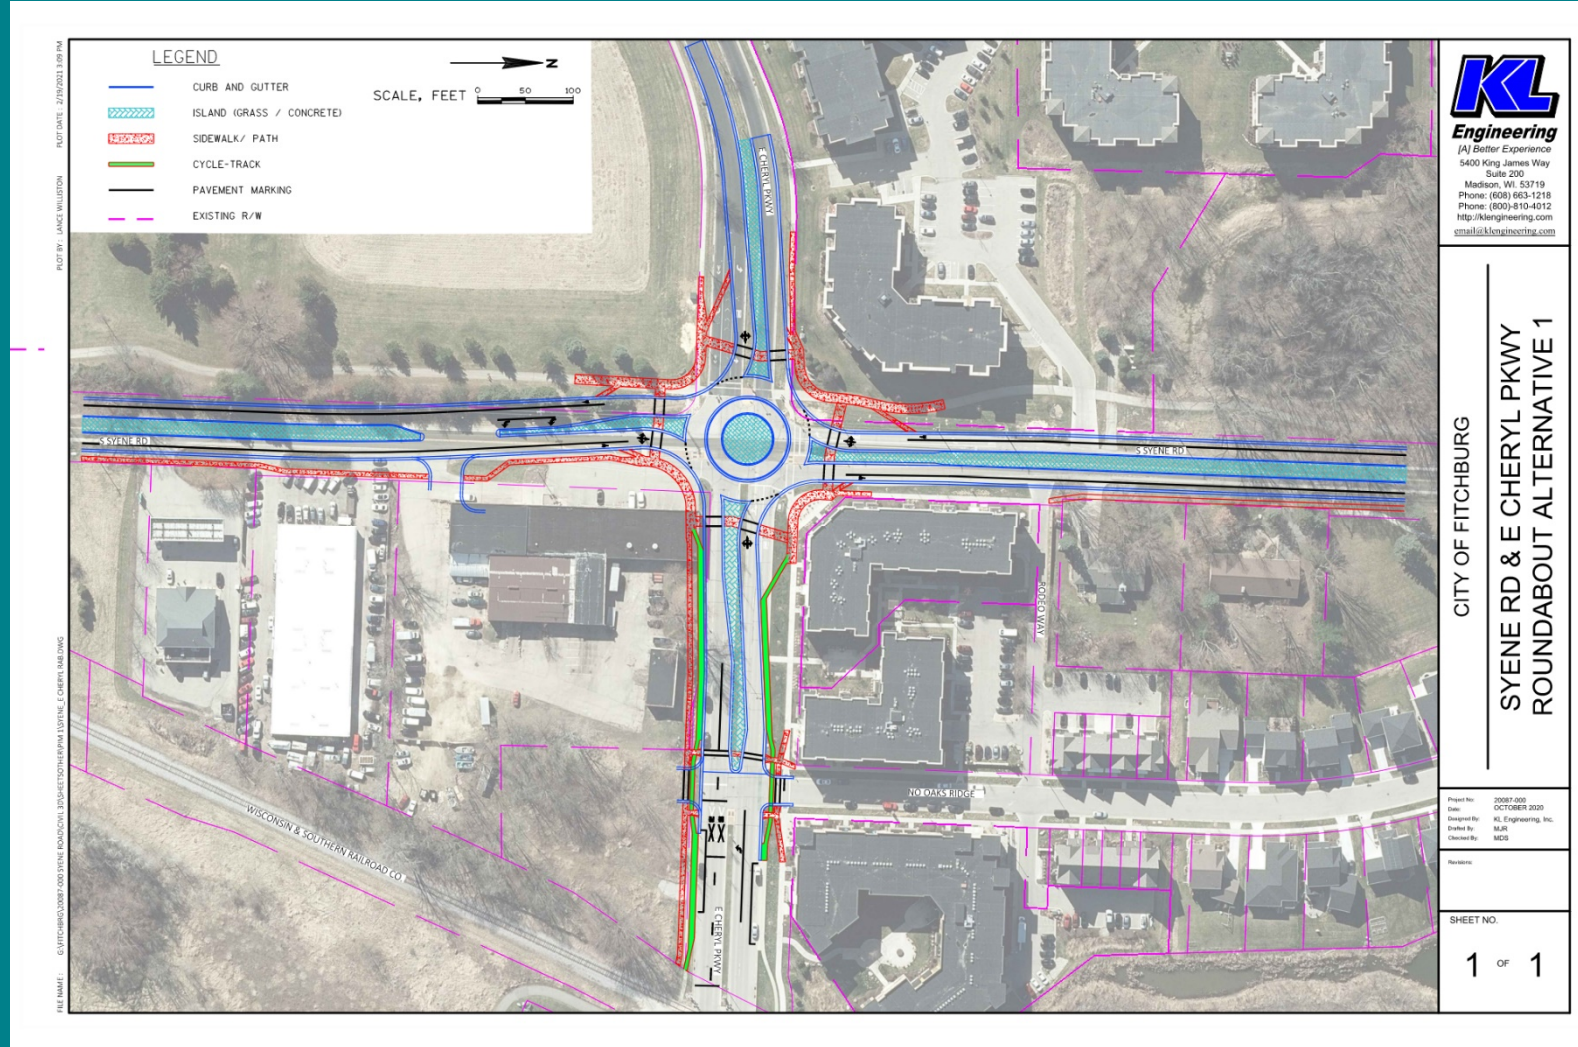 LEGEND
CURB AND GUTTER
ISLAND (GRASS / CONCRETE)
SIDEWALK/ PATH
CYCLE-TRACK
PAVEMENT MARKING
EXISTING R/W
N
SCALE, FEET
0 50 100
PLOT DATE : 2/19/2021 3:09 PM
PLOT BY : LANCE WILLISTON
FILE NAME :
E CHERYL PKWY
S SYENE RD
S SYENE RD
RODEO WAY
NO OAKS RIDGE
WISCONSIN & SOUTHERN RAILROAD CO.
E CHERYL PKWY
KL
Engineering
[A] Better Experience
5400 King James Way
Suite 200
Madison, WI. 53719
Phone: (608) 663-1218
Phone: (800)-810-4012
http://klengineering.com
email@klengineering.com
CITY OF FITCHBURG
SYENE RD & E CHERYL PKWY
ROUNDABOUT ALTERNATIVE 1
Project No: 20087-000
Date: OCTOBER 2020
Designed By: KL Engineering, Inc.
Drafted By: MJR
Checked By: MDS
Revisions:
SHEET NO.
1 OF 1